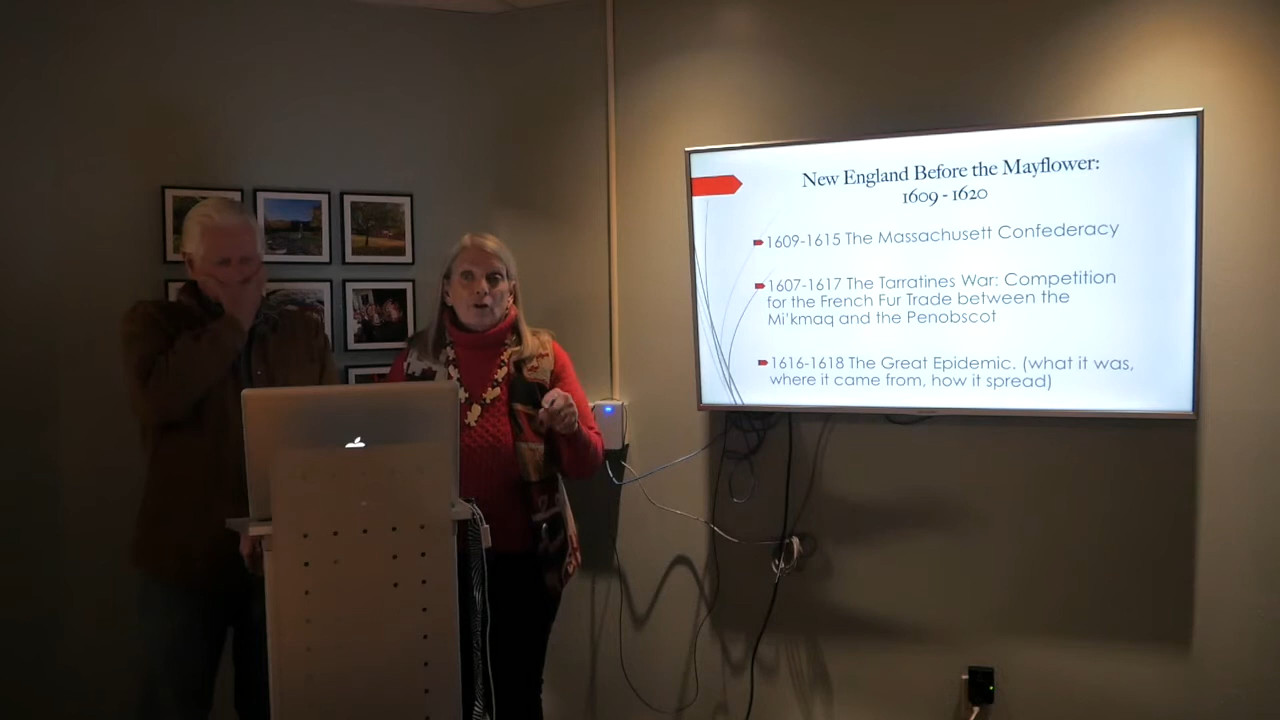 New England Before the Mayflower:
1609 - 1620
1609-1615 The Massachusett Confederacy
1607-1617 The Tarratines War: Competition
for the French Fur Trade between the
Mi'kmaq and the Penobscot
1616-1618 The Great Epidemic. (what it was,
where it came from, how it spread)